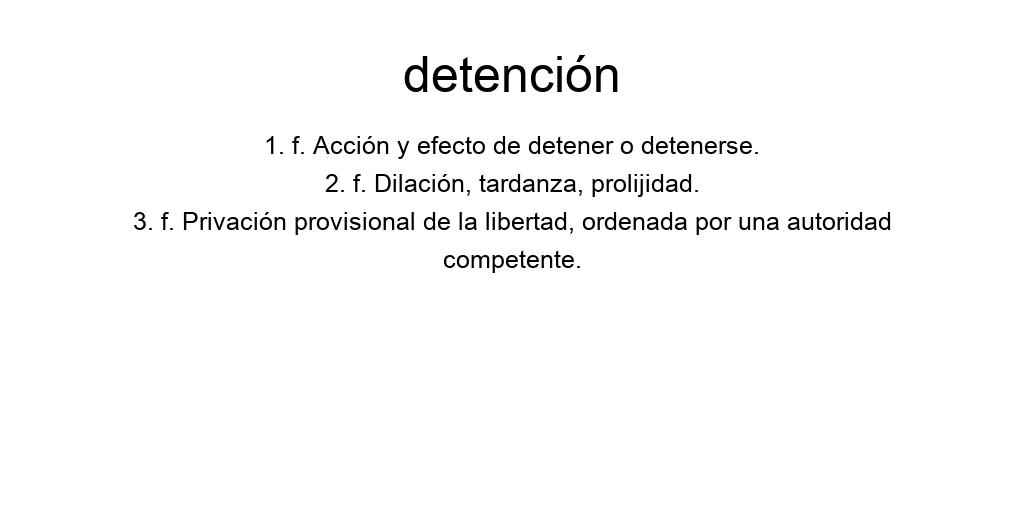 detención
1. f. Acción y efecto de detener o detenerse.
2. f. Dilación, tardanza, prolijidad.
3. f. Privación provisional de la libertad, ordenada por una autoridad
competente.